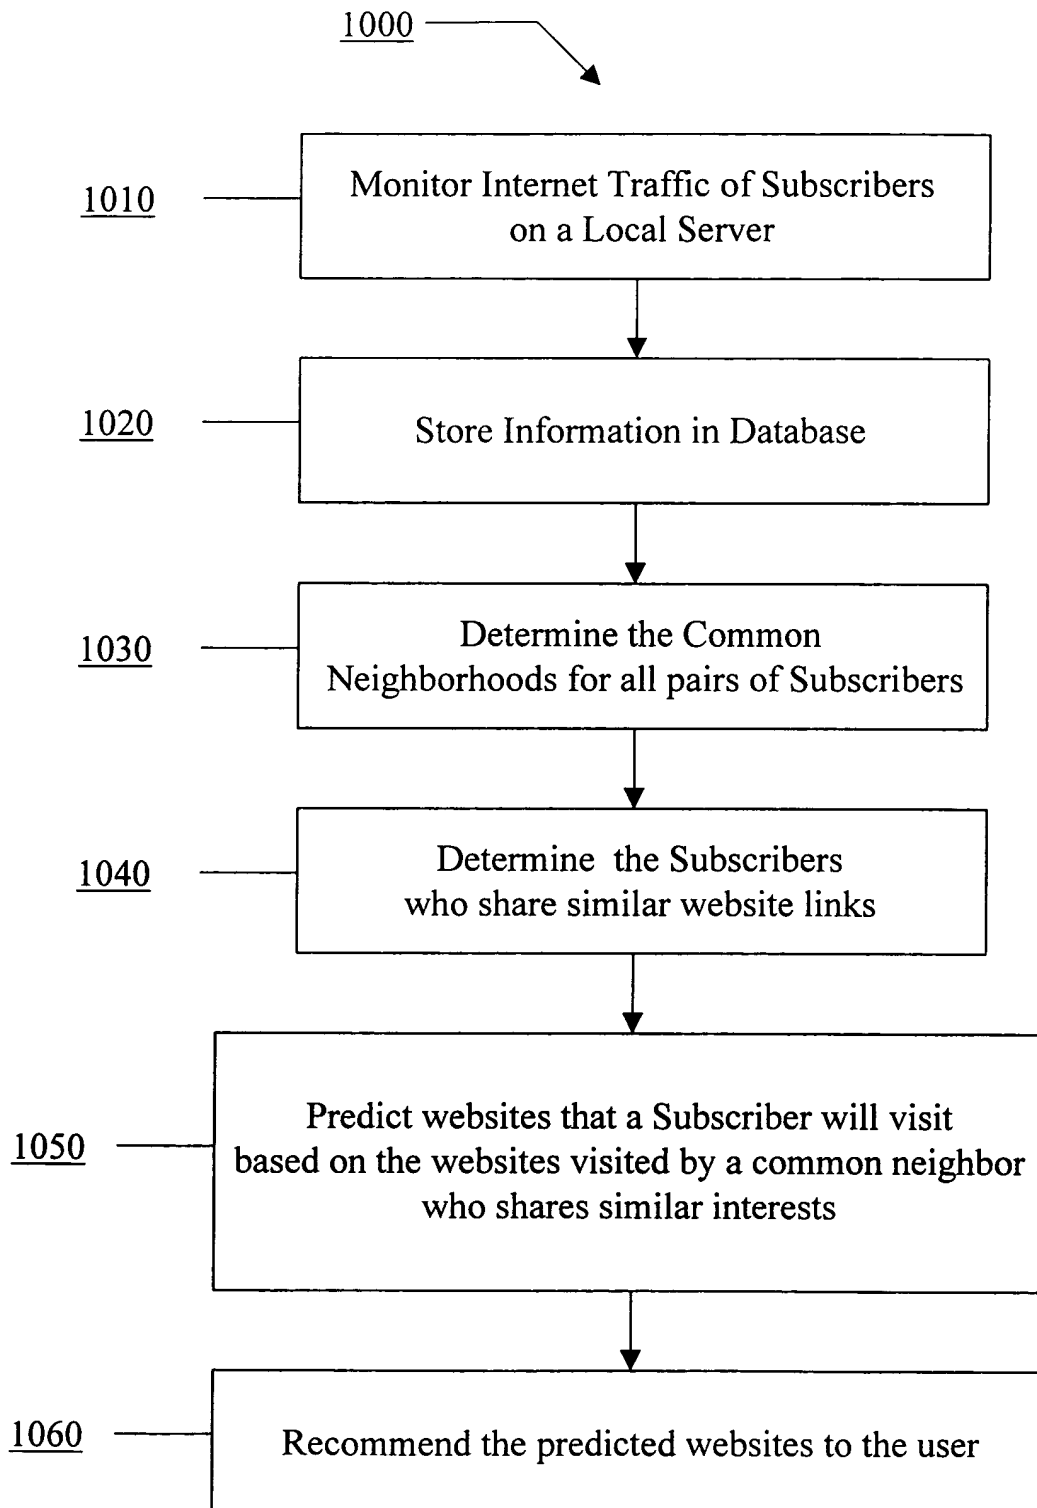 1000
1010
Monitor Internet Traffic of Subscribers
on a Local Server
1020
Store Information in Database
1030
Determine the Common
Neighborhoods for all pairs of Subscribers
1040
Determine the Subscribers
who share similar website links
1050
Predict websites that a Subscriber will visit
based on the websites visited by a common neighbor
who shares similar interests
1060
Recommend the predicted websites to the user